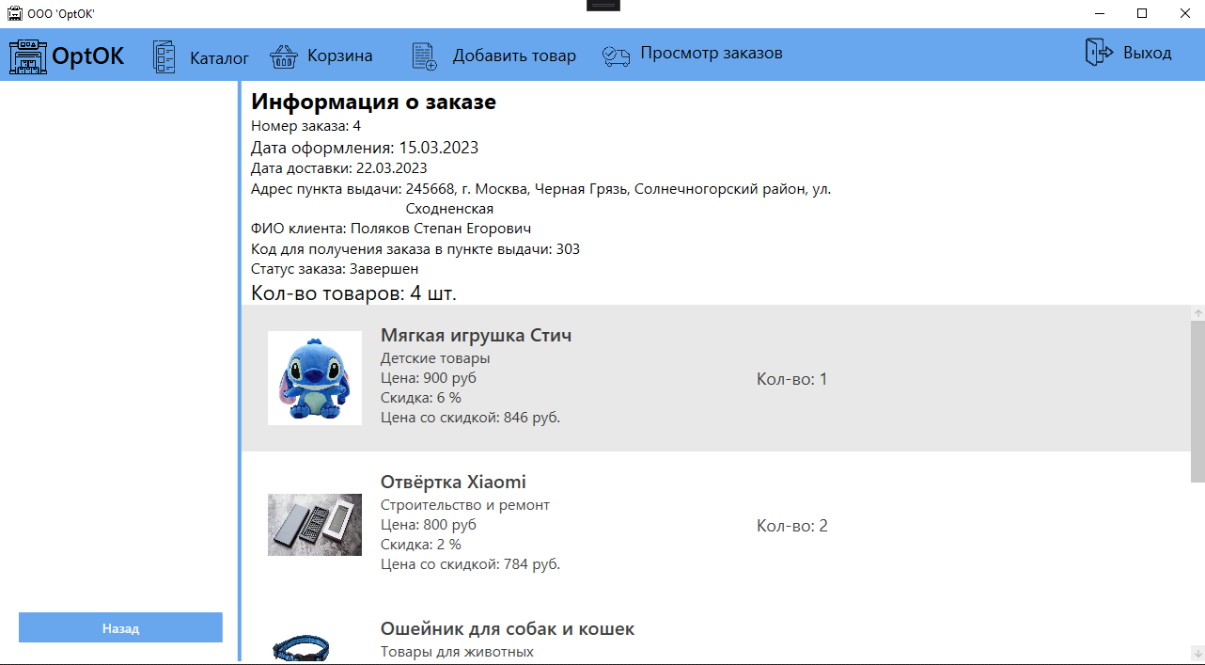 ООО 'OptOK'
OptOK
Каталог
Корзина
Добавить товар
Просмотр заказов
Выход
Информация о заказе
Номер заказа: 4
Дата оформления: 15.03.2023
Дата доставки: 22.03.2023
Адрес пункта выдачи: 245668, г. Москва, Черная Грязь, Солнечногорский район, ул.
Сходненская
ФИО клиента: Поляков Степан Егорович
Код для получения заказа в пункте выдачи: 303
Статус заказа: Завершен
Кол-во товаров: 4 шт.
Мягкая игрушка Стич
Детские товары
Цена: 900 руб
Скидка: 6 %
Цена со скидкой: 846 руб.
Кол-во: 1
Отвёртка Xiaomi
Строительство и ремонт
Цена: 800 руб
Скидка: 2 %
Цена со скидкой: 784 руб.
Кол-во: 2
Ошейник для собак и кошек
Товары для животных
Назад